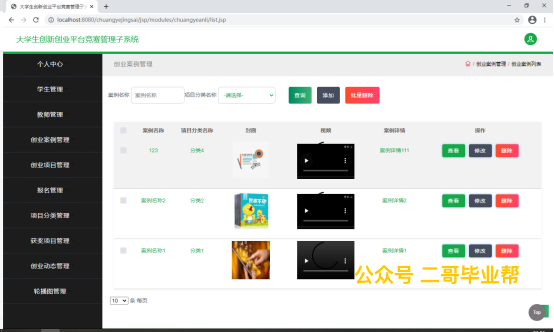 大学生创新创业平台竞赛管理子系统
localhost:8080/chuangyejingsai/jsp/modules/chuangyeanli/list.jsp
大学生创新创业平台竞赛管理子系统
个人中心
学生管理
教师管理
创业案例管理
创业项目管理
报名管理
项目分类管理
获奖项目管理
创业动态管理
轮播图管理
创业案例管理
/ 创业案例管理 / 创业案例列表
案例名称 案例名称 项目分类名称 -请选择- 查询 添加 批量删除
案例名称 项目分类名称 封面 视频 案例详情 操作
123 分类4 案例详情111 查看 修改 删除
案例名称2 分类2 案例详情2 查看 修改 删除
案例名称1 分类1 案例详情1 查看 修改 删除
10 条 每页
公众号 二哥毕业帮
Top